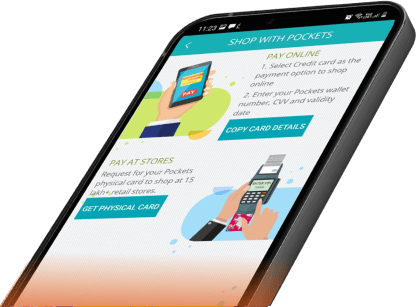 11:23
SHOP WITH POCKETS
PAY ONLINE
1. Select Credit card as the
payment option to shop
online
2. Enter your Pockets wallet
number, CVV and validity
date
COPY CARD DETAILS
PAY
PAY AT STORES
Request for your Pockets
physical card to shop at 15
lakh+ retail stores.
GET PHYSICAL CARD